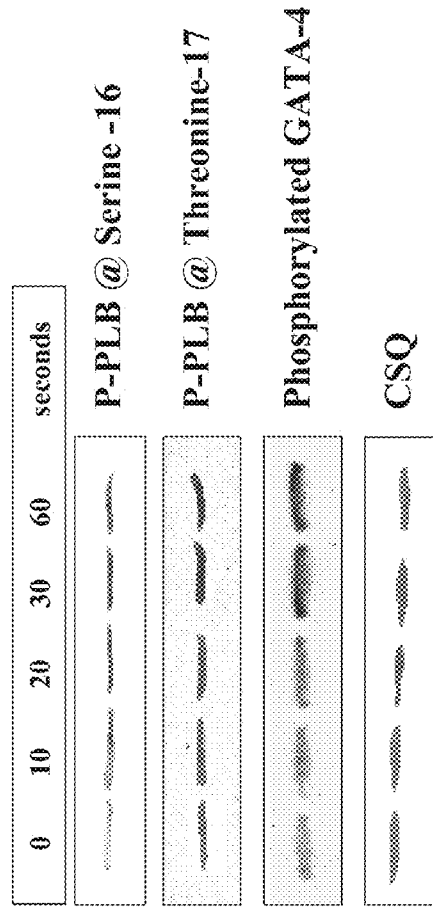 0 10 20 30 60 seconds
P-PLB @ Serine -16
P-PLB @ Threonine-17
Phosphorylated GATA-4
CSQ